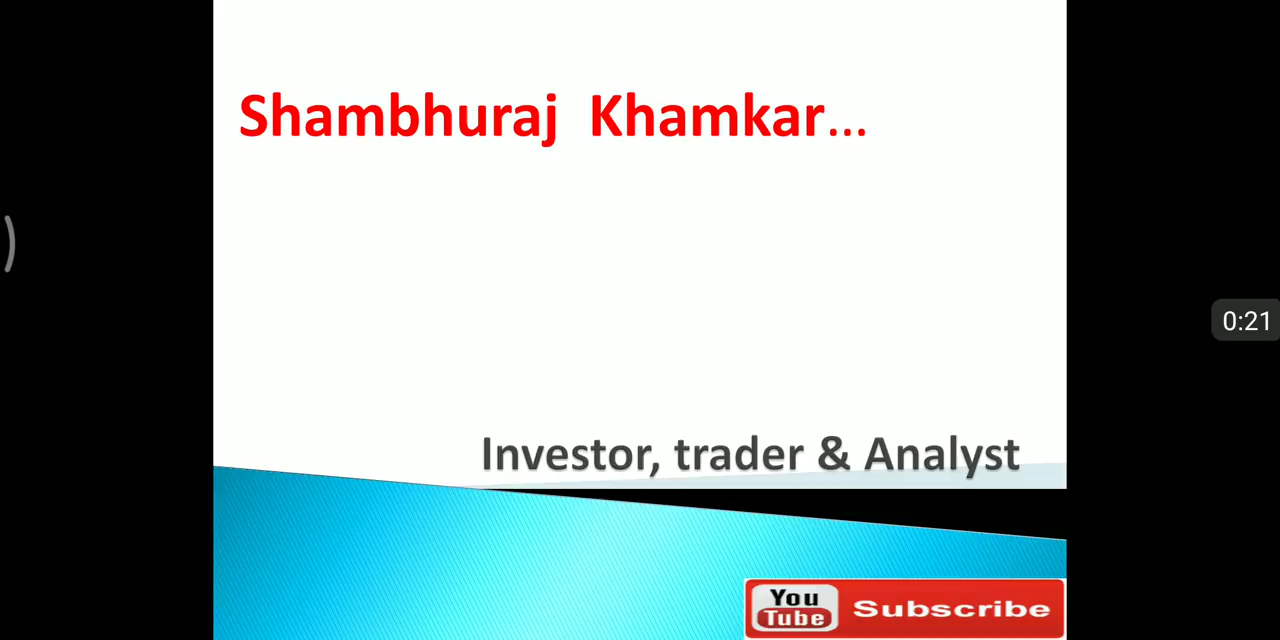 Shambhuraj Khamkar...
0:21
Investor, trader & Analyst
You
Tube
Subscribe